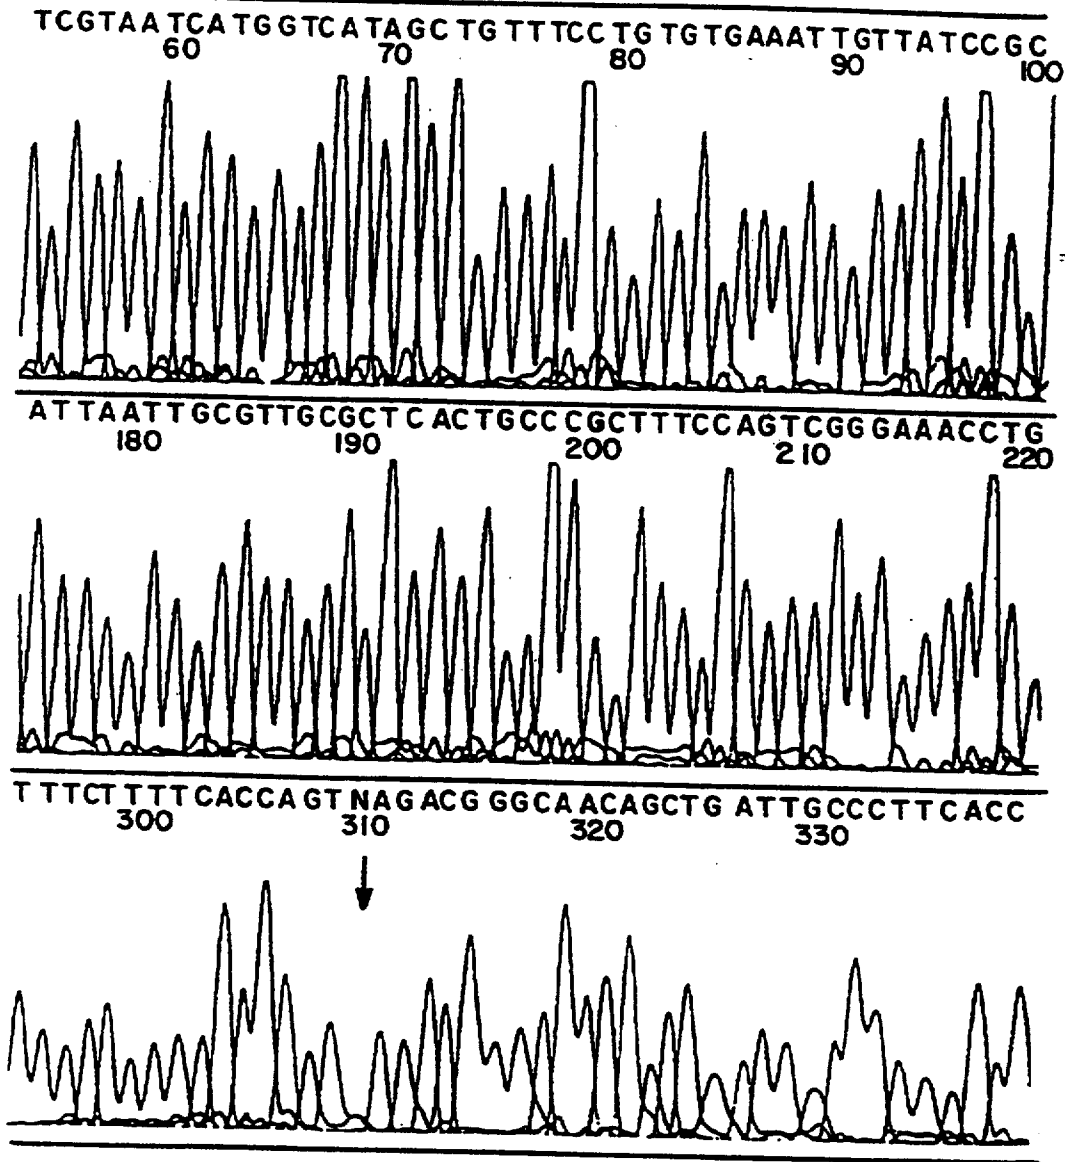 TCGTAATCATGGTCATAGCTGTTTCCTGTGTGAAATTGTTATCCGC
60 70 80 90 100
ATTAATTGCGTTGCGCTCACTGCCCGCTTTCCAGTCGGGAAACCTG
180 190 200 210 220
TTTCTTTTCACCAGTNAGACGGGCAACAGCTGATTGCCCTTCACC
300 310 320 330